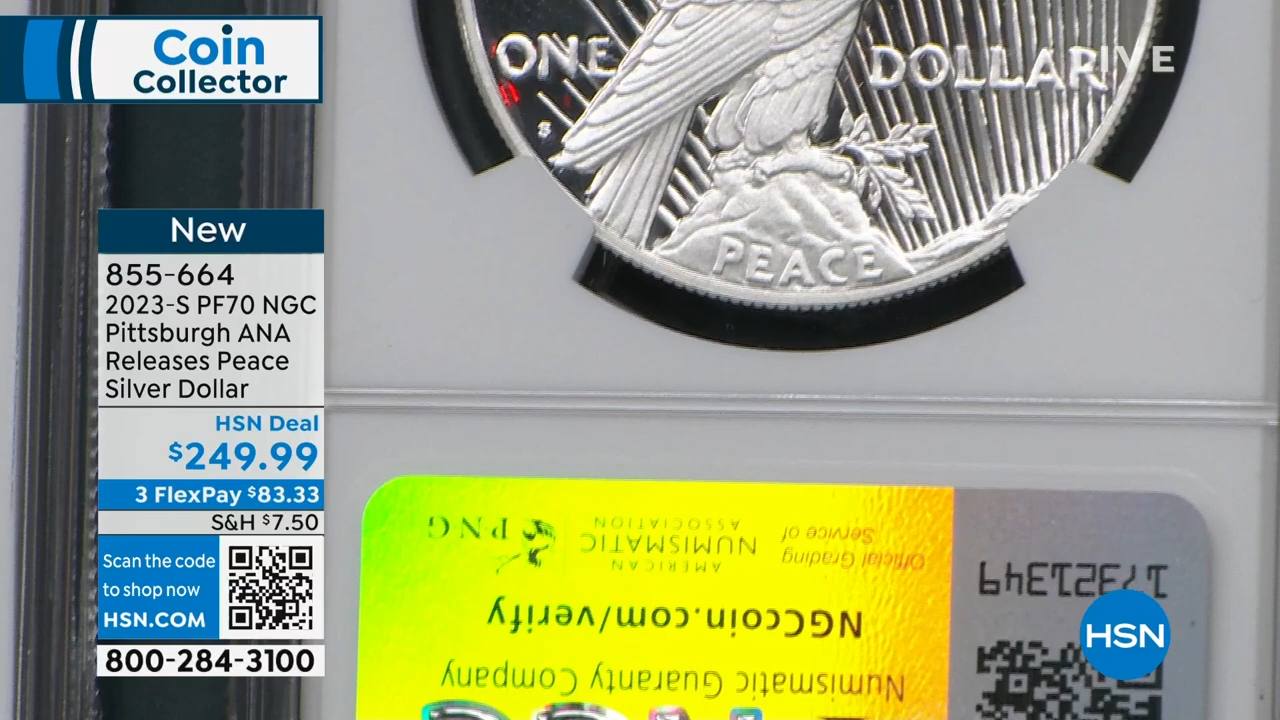 Coin
Collector
New
855-664
2023-S PF70 NGC
Pittsburgh ANA
Releases Peace
Silver Dollar
HSN Deal
$249.99
3 FlexPay $83.33
S&H $7.50
Scan the code
to shop now
HSN.COM
800-284-3100
ONE DOLLAR
S
PEACE
LIVE
PNG
AMERICAN
NUMISMATIC
ASSOCIATION
Official Grading
Service of
NGCcoin.com/verify
Numismatic Guaranty Company
HSN